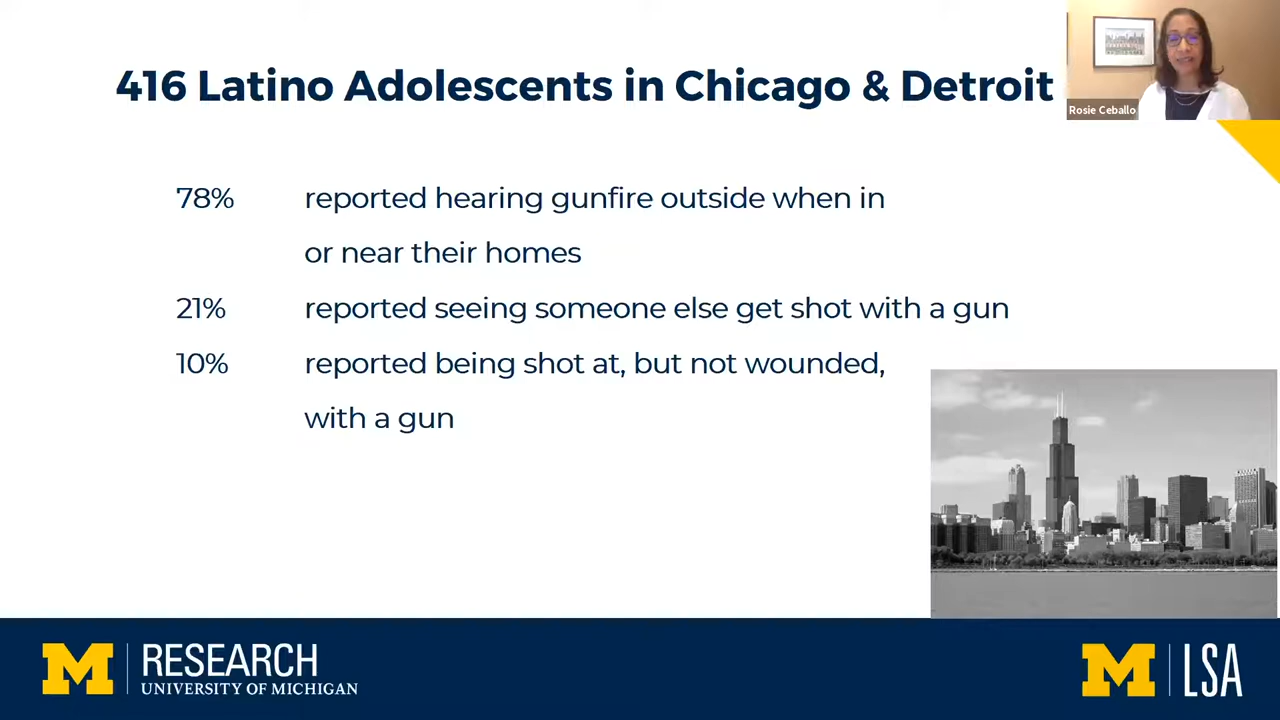 416 Latino Adolescents in Chicago & Detroit
Rosie Ceballo
78% reported hearing gunfire outside when in
or near their homes
21% reported seeing someone else get shot with a gun
10% reported being shot at, but not wounded,
with a gun
M RESEARCH
UNIVERSITY OF MICHIGAN
M LSA